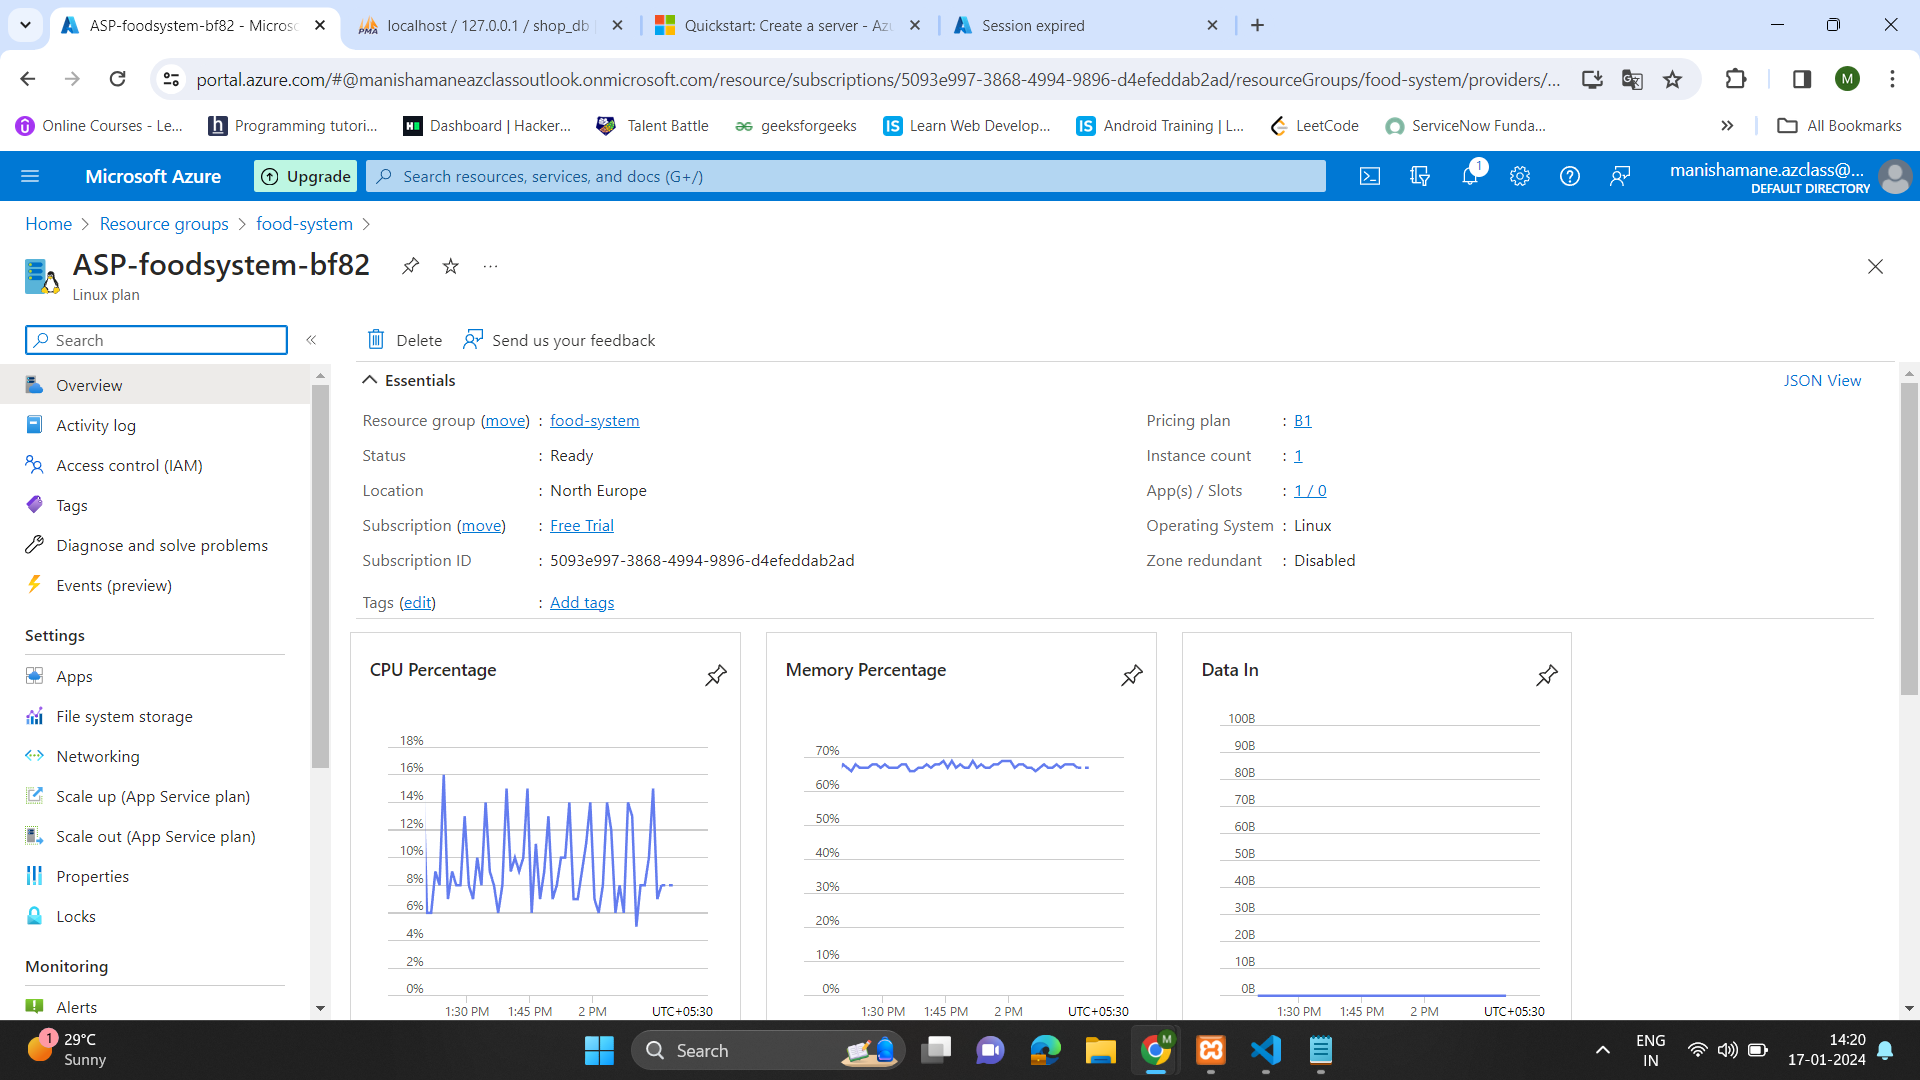 ASP-foodsystem-bf82 - Microso
localhost / 127.0.0.1 / shop_db
Quickstart: Create a server - Azu
Session expired
portal.azure.com/#@manishamaneazclassoutlook.onmicrosoft.com/resource/subscriptions/5093e997-3868-4994-9896-d4efeddab2ad/resourceGroups/food-system/providers/...
M
Online Courses - Le...
Programming tutori...
Dashboard | Hacker...
Talent Battle
geeksforgeeks
Learn Web Develop...
Android Training | L...
LeetCode
ServiceNow Funda...
All Bookmarks
Microsoft Azure
Upgrade
Search resources, services, and docs (G+/)
1
manishamane.azclass@...
DEFAULT DIRECTORY
Home > Resource groups > food-system >
ASP-foodsystem-bf82
Linux plan
Search
Delete
Send us your feedback
Overview
Activity log
Access control (IAM)
Tags
Diagnose and solve problems
Events (preview)
Settings
Apps
File system storage
Networking
Scale up (App Service plan)
Scale out (App Service plan)
Properties
Locks
Monitoring
Alerts
Essentials
JSON View
Resource group (move) : food-system
Status : Ready
Location : North Europe
Subscription (move) : Free Trial
Subscription ID : 5093e997-3868-4994-9896-d4efeddab2ad
Tags (edit) : Add tags
Pricing plan : B1
Instance count : 1
App(s) / Slots : 1 / 0
Operating System : Linux
Zone redundant : Disabled
CPU Percentage
18%
16%
14%
12%
10%
8%
6%
4%
2%
0%
1:30 PM 1:45 PM 2 PM UTC+05:30
Memory Percentage
70%
60%
50%
40%
30%
20%
10%
0%
1:30 PM 1:45 PM 2 PM UTC+05:30
Data In
100B
90B
80B
70B
60B
50B
40B
30B
20B
10B
0B
1:30 PM 1:45 PM 2 PM UTC+05:30
1
29°C
Sunny
Search
M
ENG
IN
14:20
17-01-2024